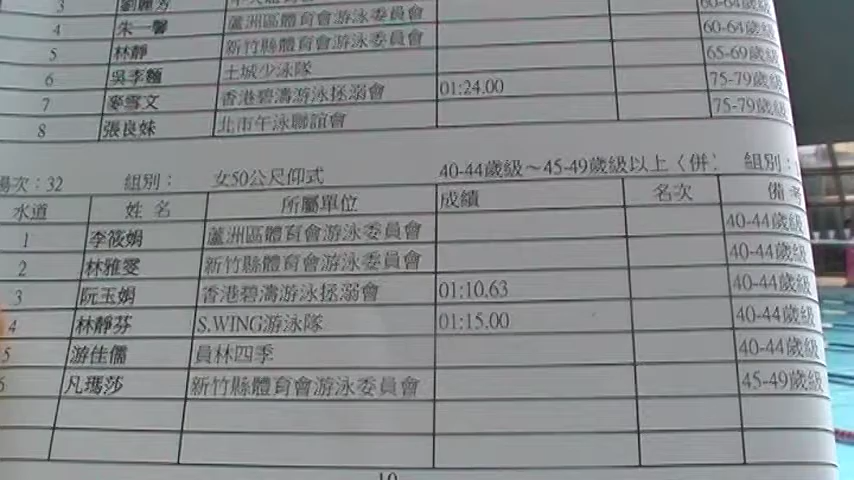 3 劉麗芳 60-64歲級
4 朱一馨 蘆洲區體育會游泳委員會 60-64歲級
5 林靜 新竹縣體育會游泳委員會 65-69歲級
6 吳李麵 土城少泳隊 75-79歲級
7 麥雪文 香港碧濤游泳拯溺會 01:24.00 75-79歲級
8 張良妹 北市午泳聯誼會
場次：32 組別： 女50公尺仰式 40-44歲級～45-49歲級以上〈併〉 組別：
水道 姓名 所屬單位 成績 名次 備考
1 李筱娟 蘆洲區體育會游泳委員會 40-44歲級
2 林雅雯 新竹縣體育會游泳委員會 40-44歲級
3 阮玉娟 香港碧濤游泳拯溺會 01:10.63 40-44歲級
4 林靜芬 S.WING游泳隊 01:15.00 40-44歲級
5 游佳儒 員林四季 40-44歲級
6 凡瑪莎 新竹縣體育會游泳委員會 45-49歲級
10